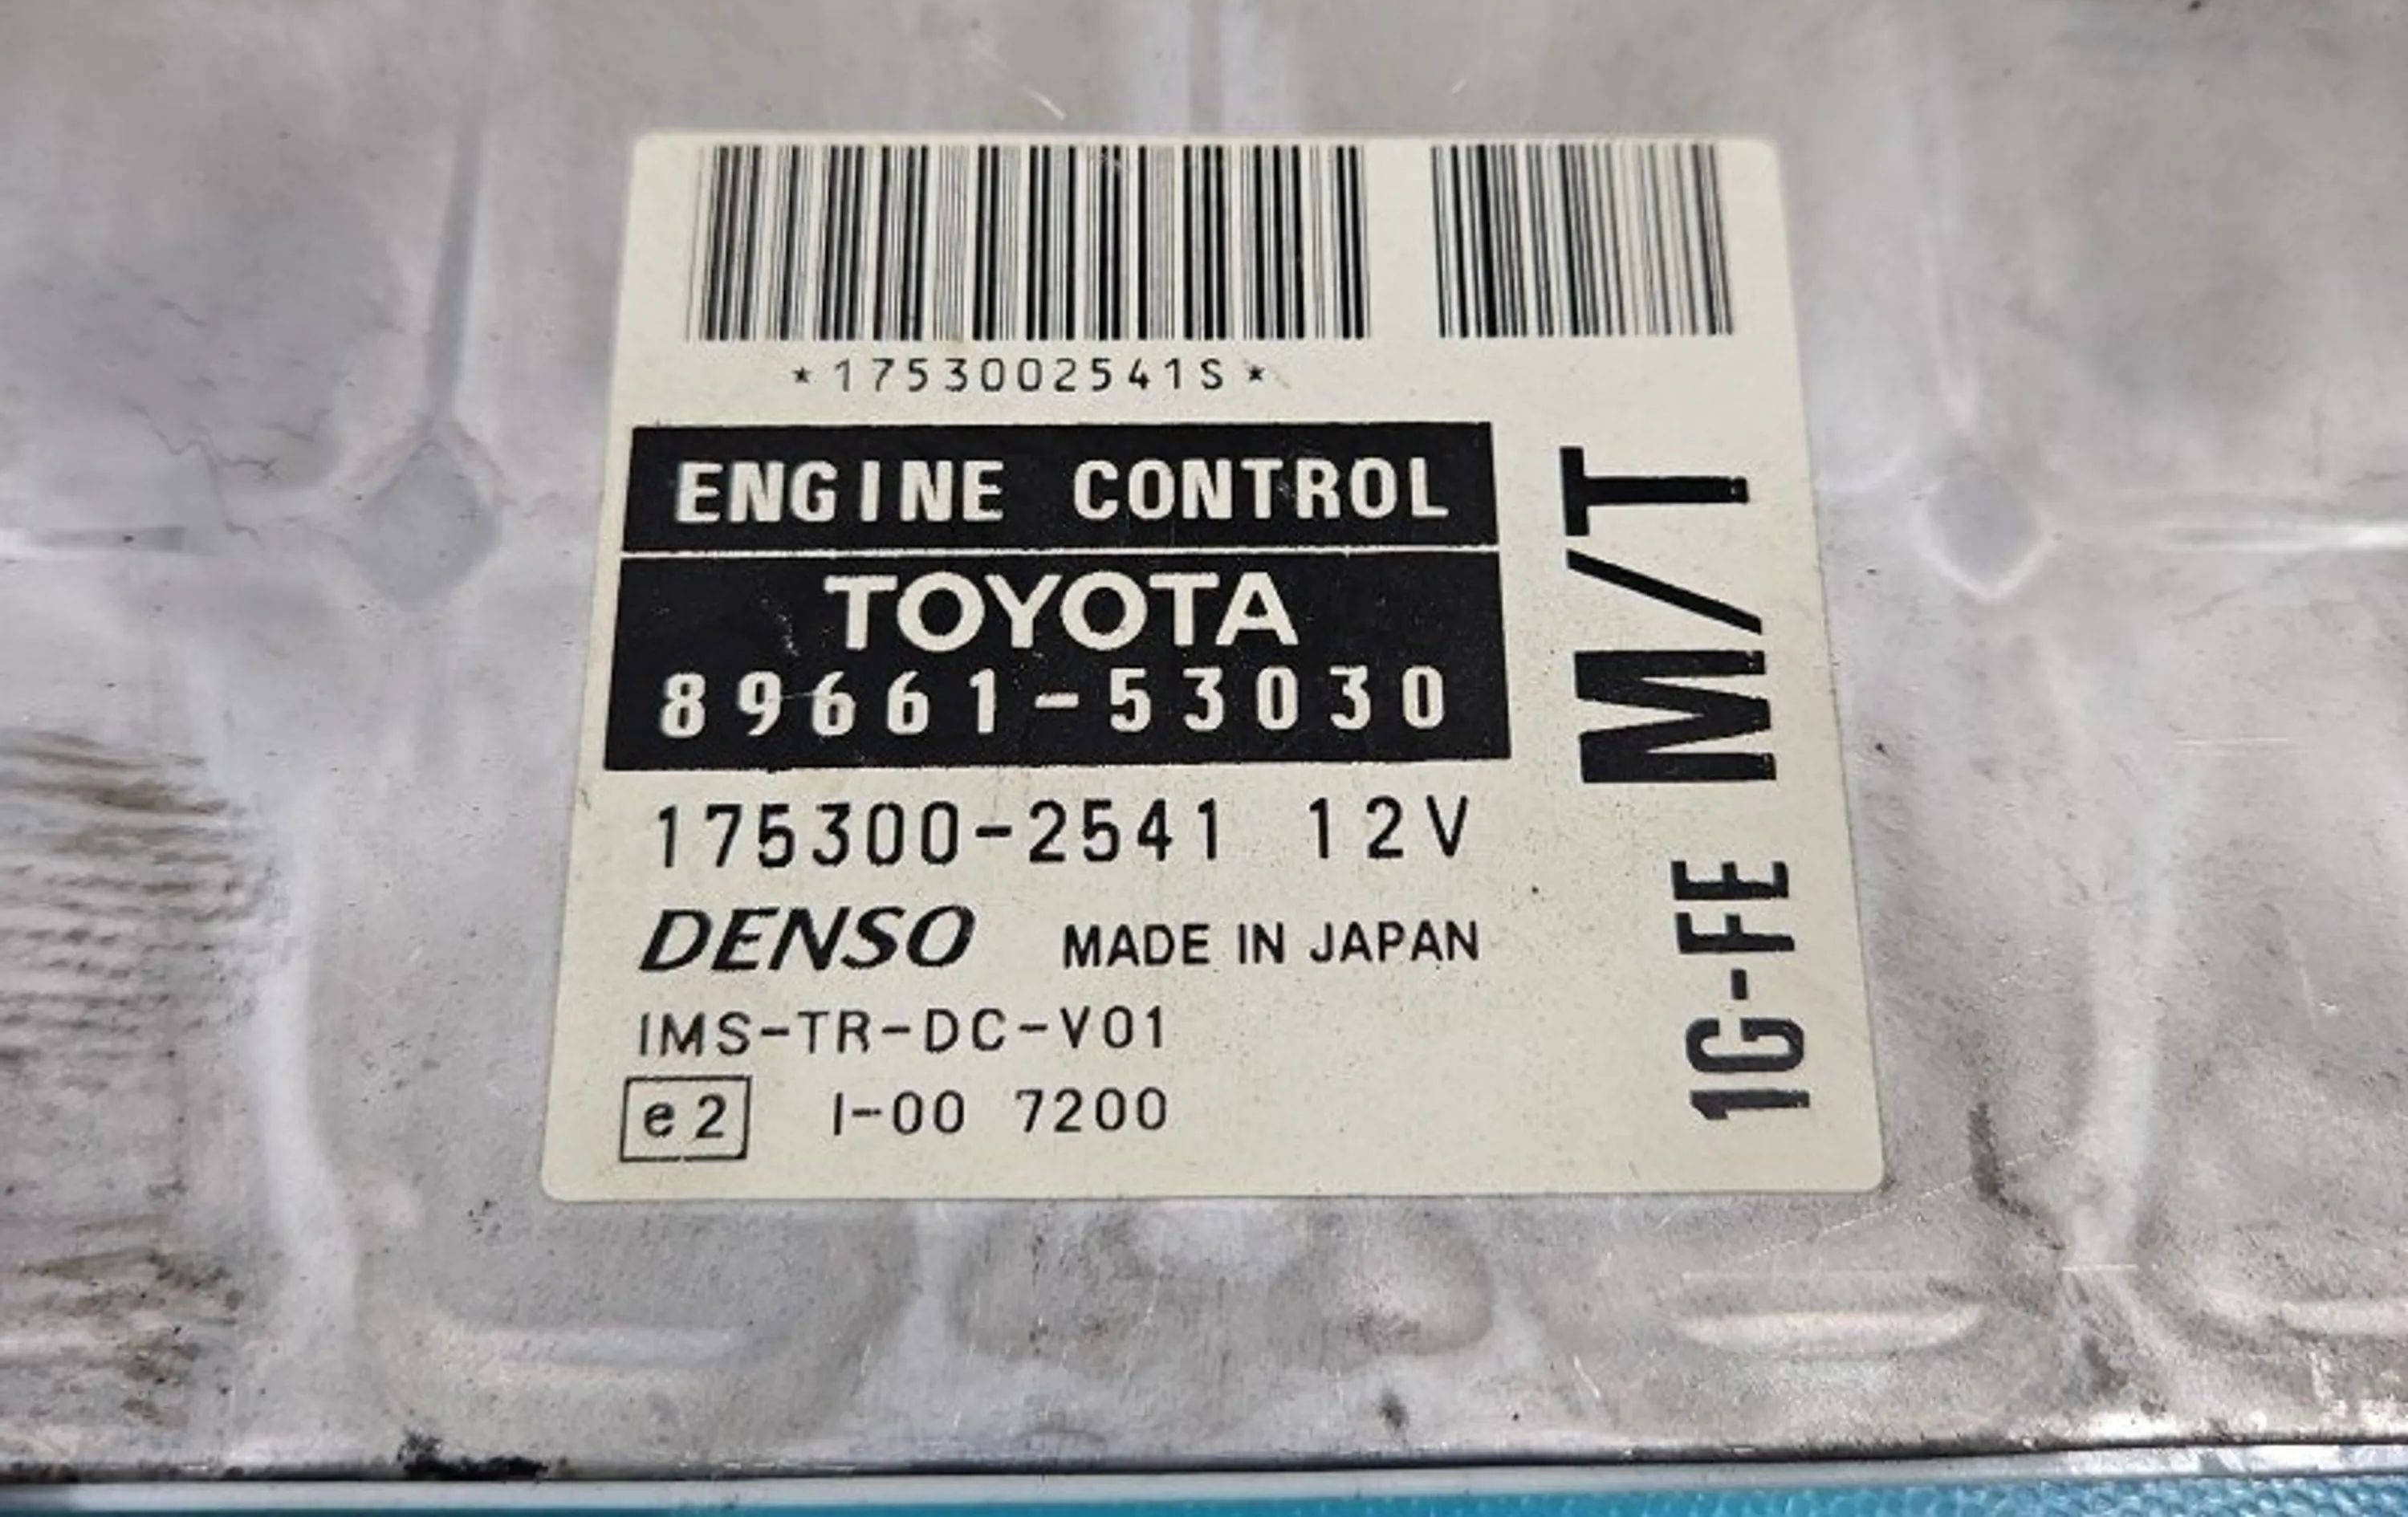 *1753002541S*
ENGINE CONTROL
TOYOTA
89661-53030
175300-2541 12V
DENSO MADE IN JAPAN
IMS-TR-DC-V01
e2 I-00 7200
1G-FE M/T